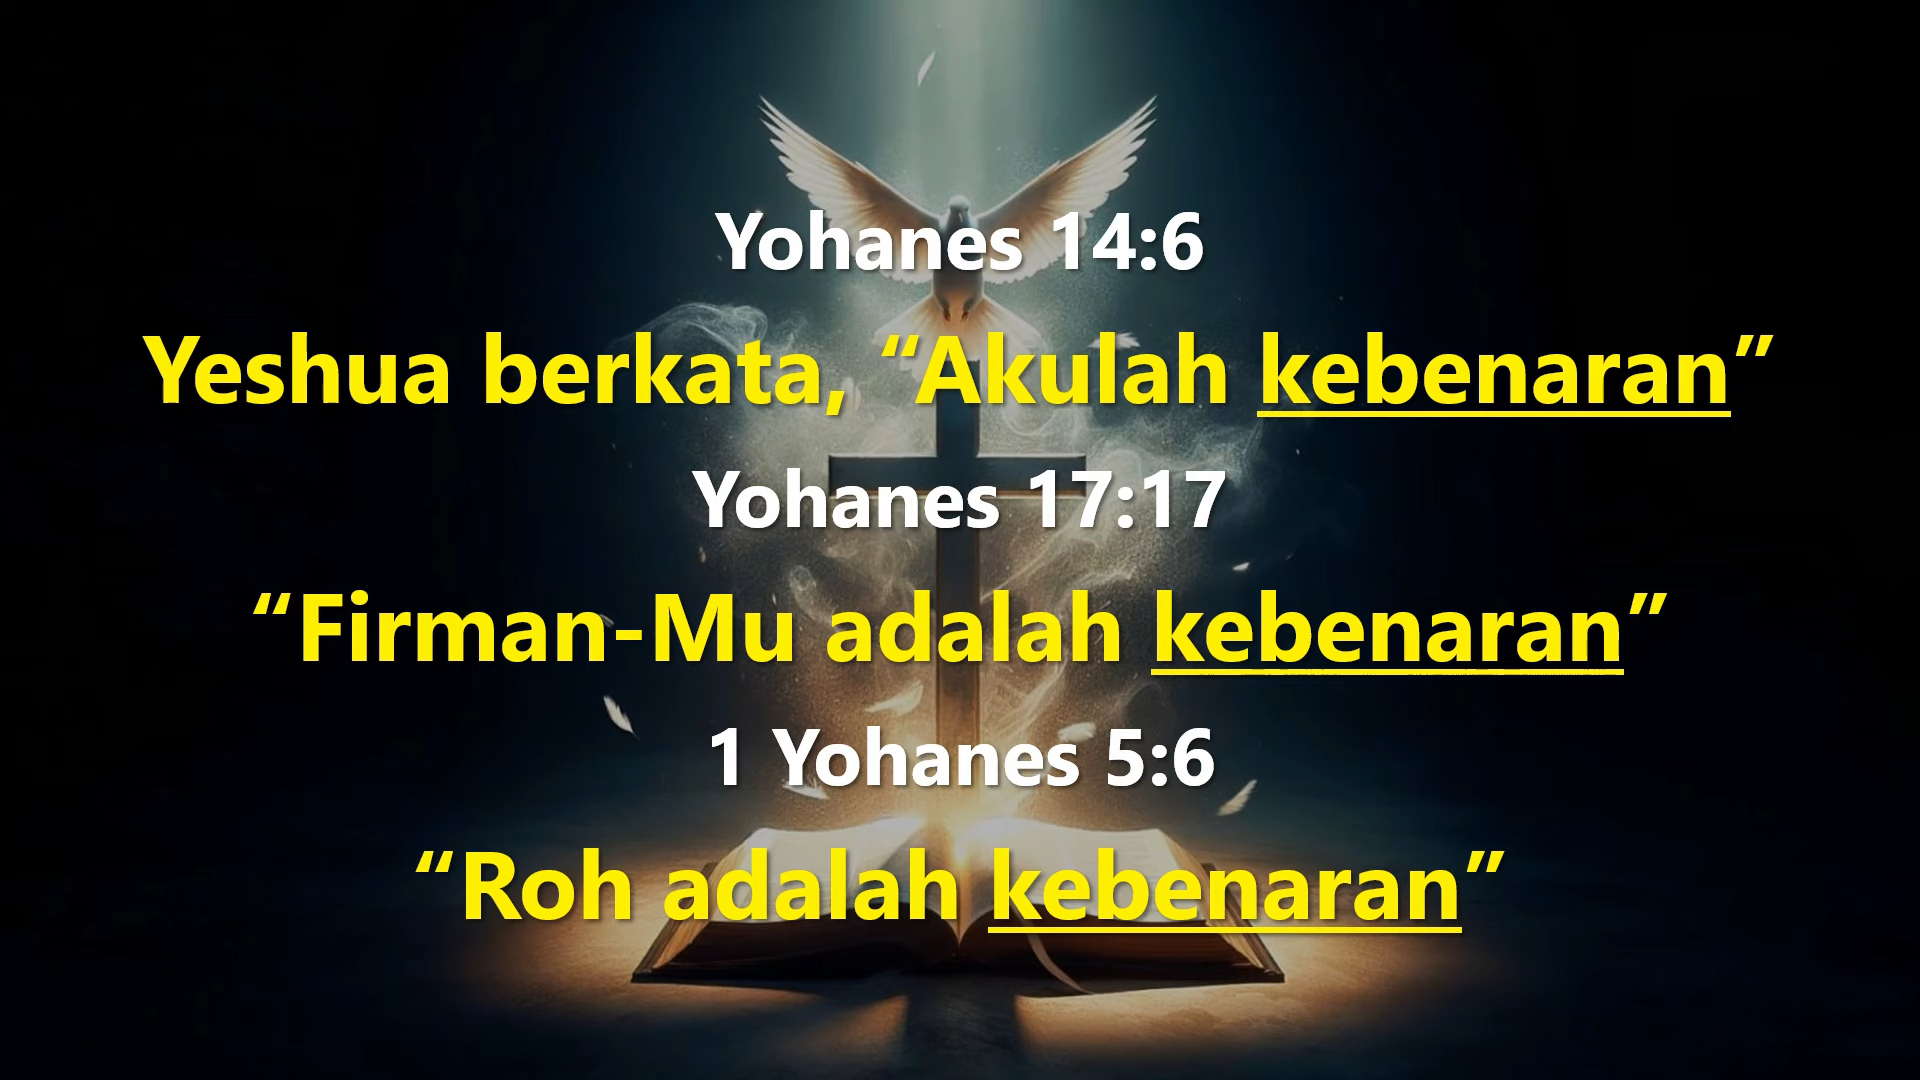 Yohanes 14:6
Yeshua berkata, “Akulah kebenaran”
Yohanes 17:17
“Firman-Mu adalah kebenaran”
1 Yohanes 5:6
“Roh adalah kebenaran”